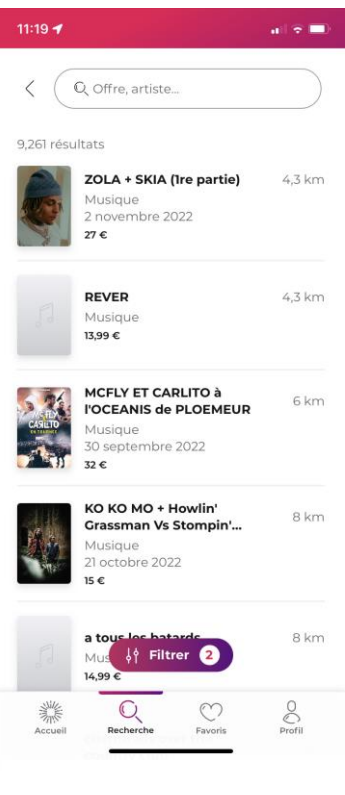 11:19
Offre, artiste...
9,261 résultats
ZOLA + SKIA (1re partie) 4,3 km
Musique
2 novembre 2022
27 €
REVER 4,3 km
Musique
13,99 €
MCFLY ET CARLITO à 6 km
l'OCEANIS de PLOEMEUR
Musique
30 septembre 2022
32 €
KO KO MO + Howlin' 8 km
Grassman Vs Stompin'...
Musique
21 octobre 2022
15 €
a tous les batards 8 km
Filtrer 2
14,99 €
Accueil Recherche Favoris Profil